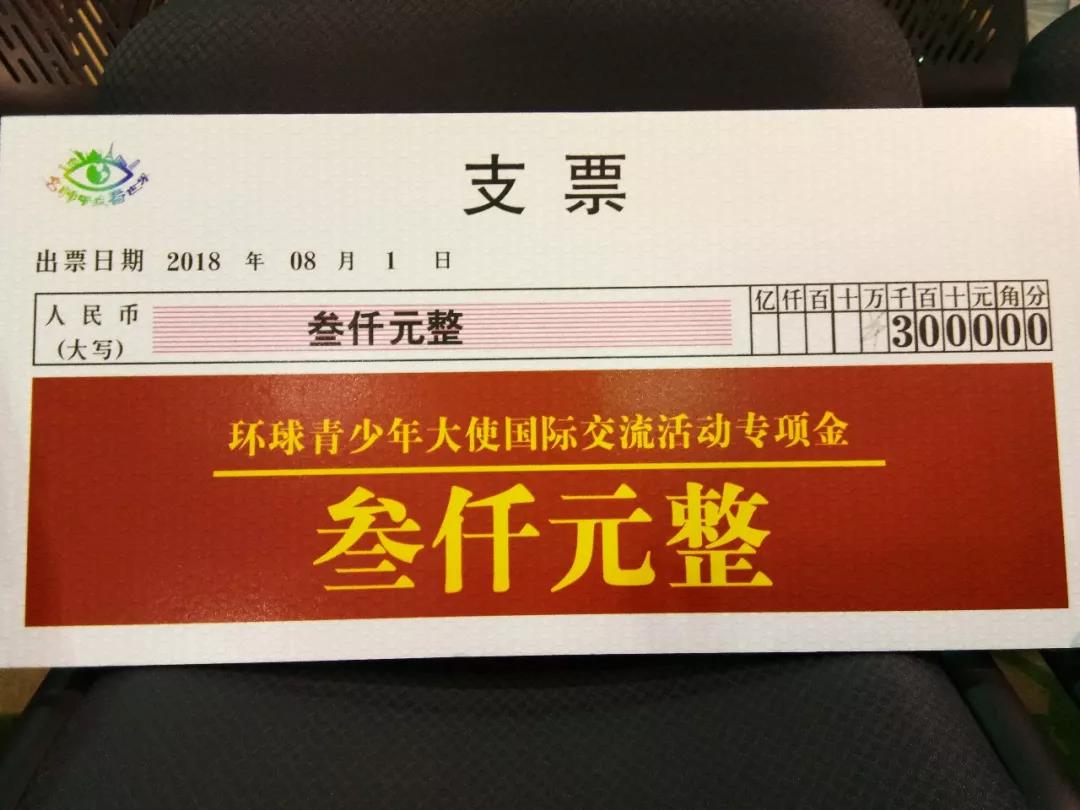 支票
出票日期 2018 年 08 月 1 日
人民币 叁仟元整 亿仟百十万千百十元角分
(大写) 300000
环球青少年大使国际交流活动专项金
叁仟元整